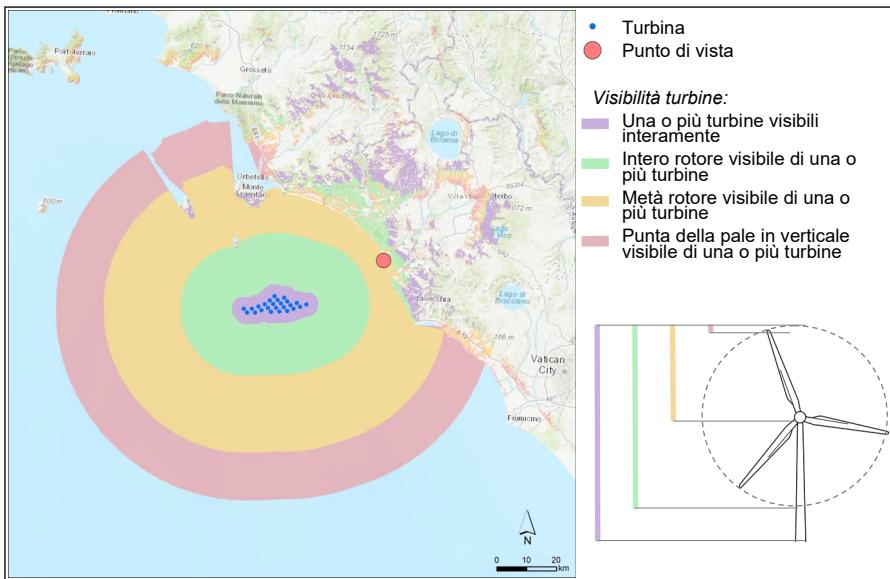 Portoferraio
620 m
1154 m
1725 m
Grosseto
Parco Naturale
della Maremma
Lago di
Bolsena
Orbetello
Monte
Argentario
600 m
Viterbo
1072 m
Lago
Vico
Lago di
Bracciano
166 m
Vatican
City
Fiumicino
N
0 10 20
km
Turbina
Punto di vista
Visibilità turbine:
Una o più turbine visibili
interamente
Intero rotore visibile di una o
più turbine
Metà rotore visibile di una o
più turbine
Punta della pale in verticale
visibile di una o più turbine